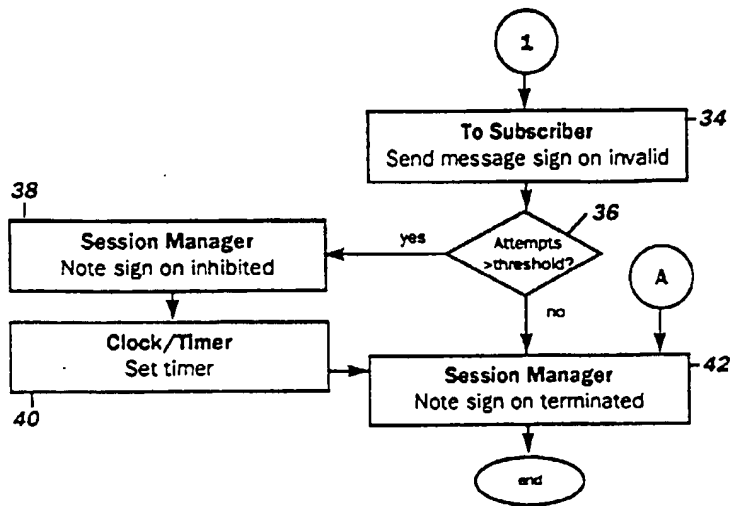 1
To Subscriber
Send message sign on invalid
34
36
Attempts
>threshold?
yes
no
38
Session Manager
Note sign on inhibited
Clock/Timer
Set timer
40
A
Session Manager
Note sign on terminated
42
end